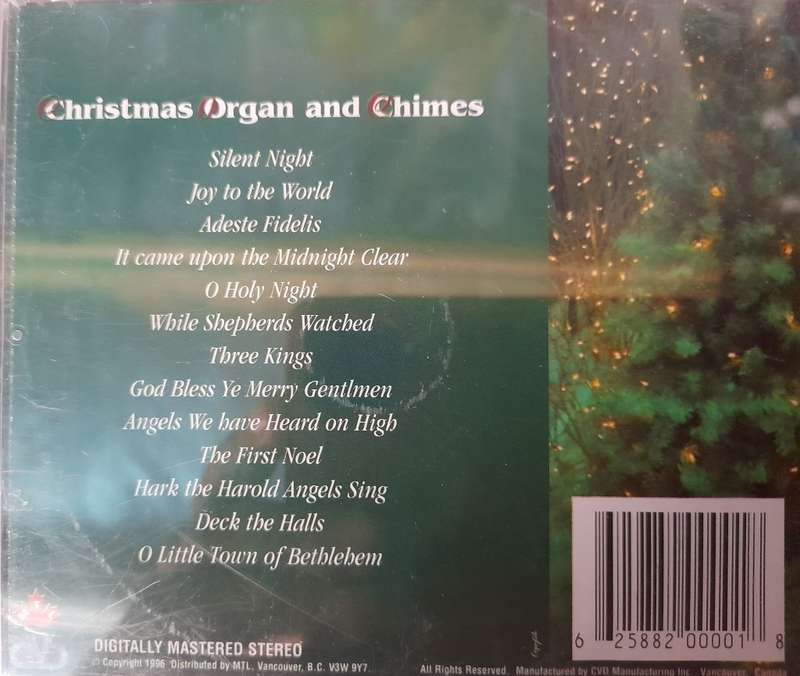 Christmas Organ and Chimes
Silent Night
Joy to the World
Adeste Fidelis
It came upon the Midnight Clear
O Holy Night
While Shepherds Watched
Three Kings
God Bless Ye Merry Gentlmen
Angels We have Heard on High
The First Noel
Hark the Harold Angels Sing
Deck the Halls
O Little Town of Bethlehem
6 25882 00001 8
DIGITALLY MASTERED STEREO
© Copyright 1996 Distributed by MTL. Vancouver, B.C. V3W 9Y7.
All Rights Reserved. Manufactured by CVD Manufacturing Inc. Vancouver, Canada